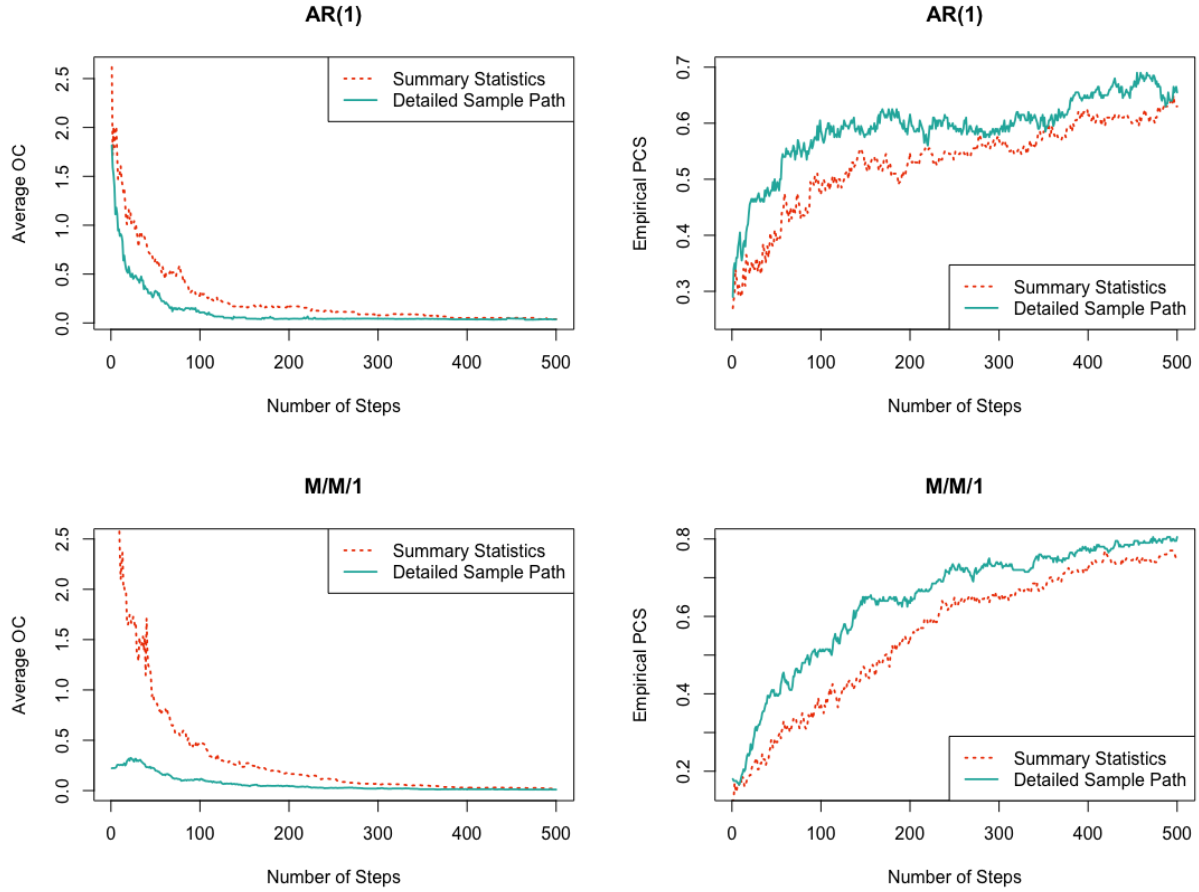 AR(1)
Average OC
2.5
2.0
1.5
1.0
0.5
0.0
Summary Statistics
Detailed Sample Path
0 100 200 300 400 500
Number of Steps
AR(1)
Empirical PCS
0.7
0.6
0.5
0.4
0.3
Summary Statistics
Detailed Sample Path
0 100 200 300 400 500
Number of Steps
M/M/1
Average OC
2.5
2.0
1.5
1.0
0.5
0.0
Summary Statistics
Detailed Sample Path
0 100 200 300 400 500
Number of Steps
M/M/1
Empirical PCS
0.8
0.6
0.4
0.2
Summary Statistics
Detailed Sample Path
0 100 200 300 400 500
Number of Steps